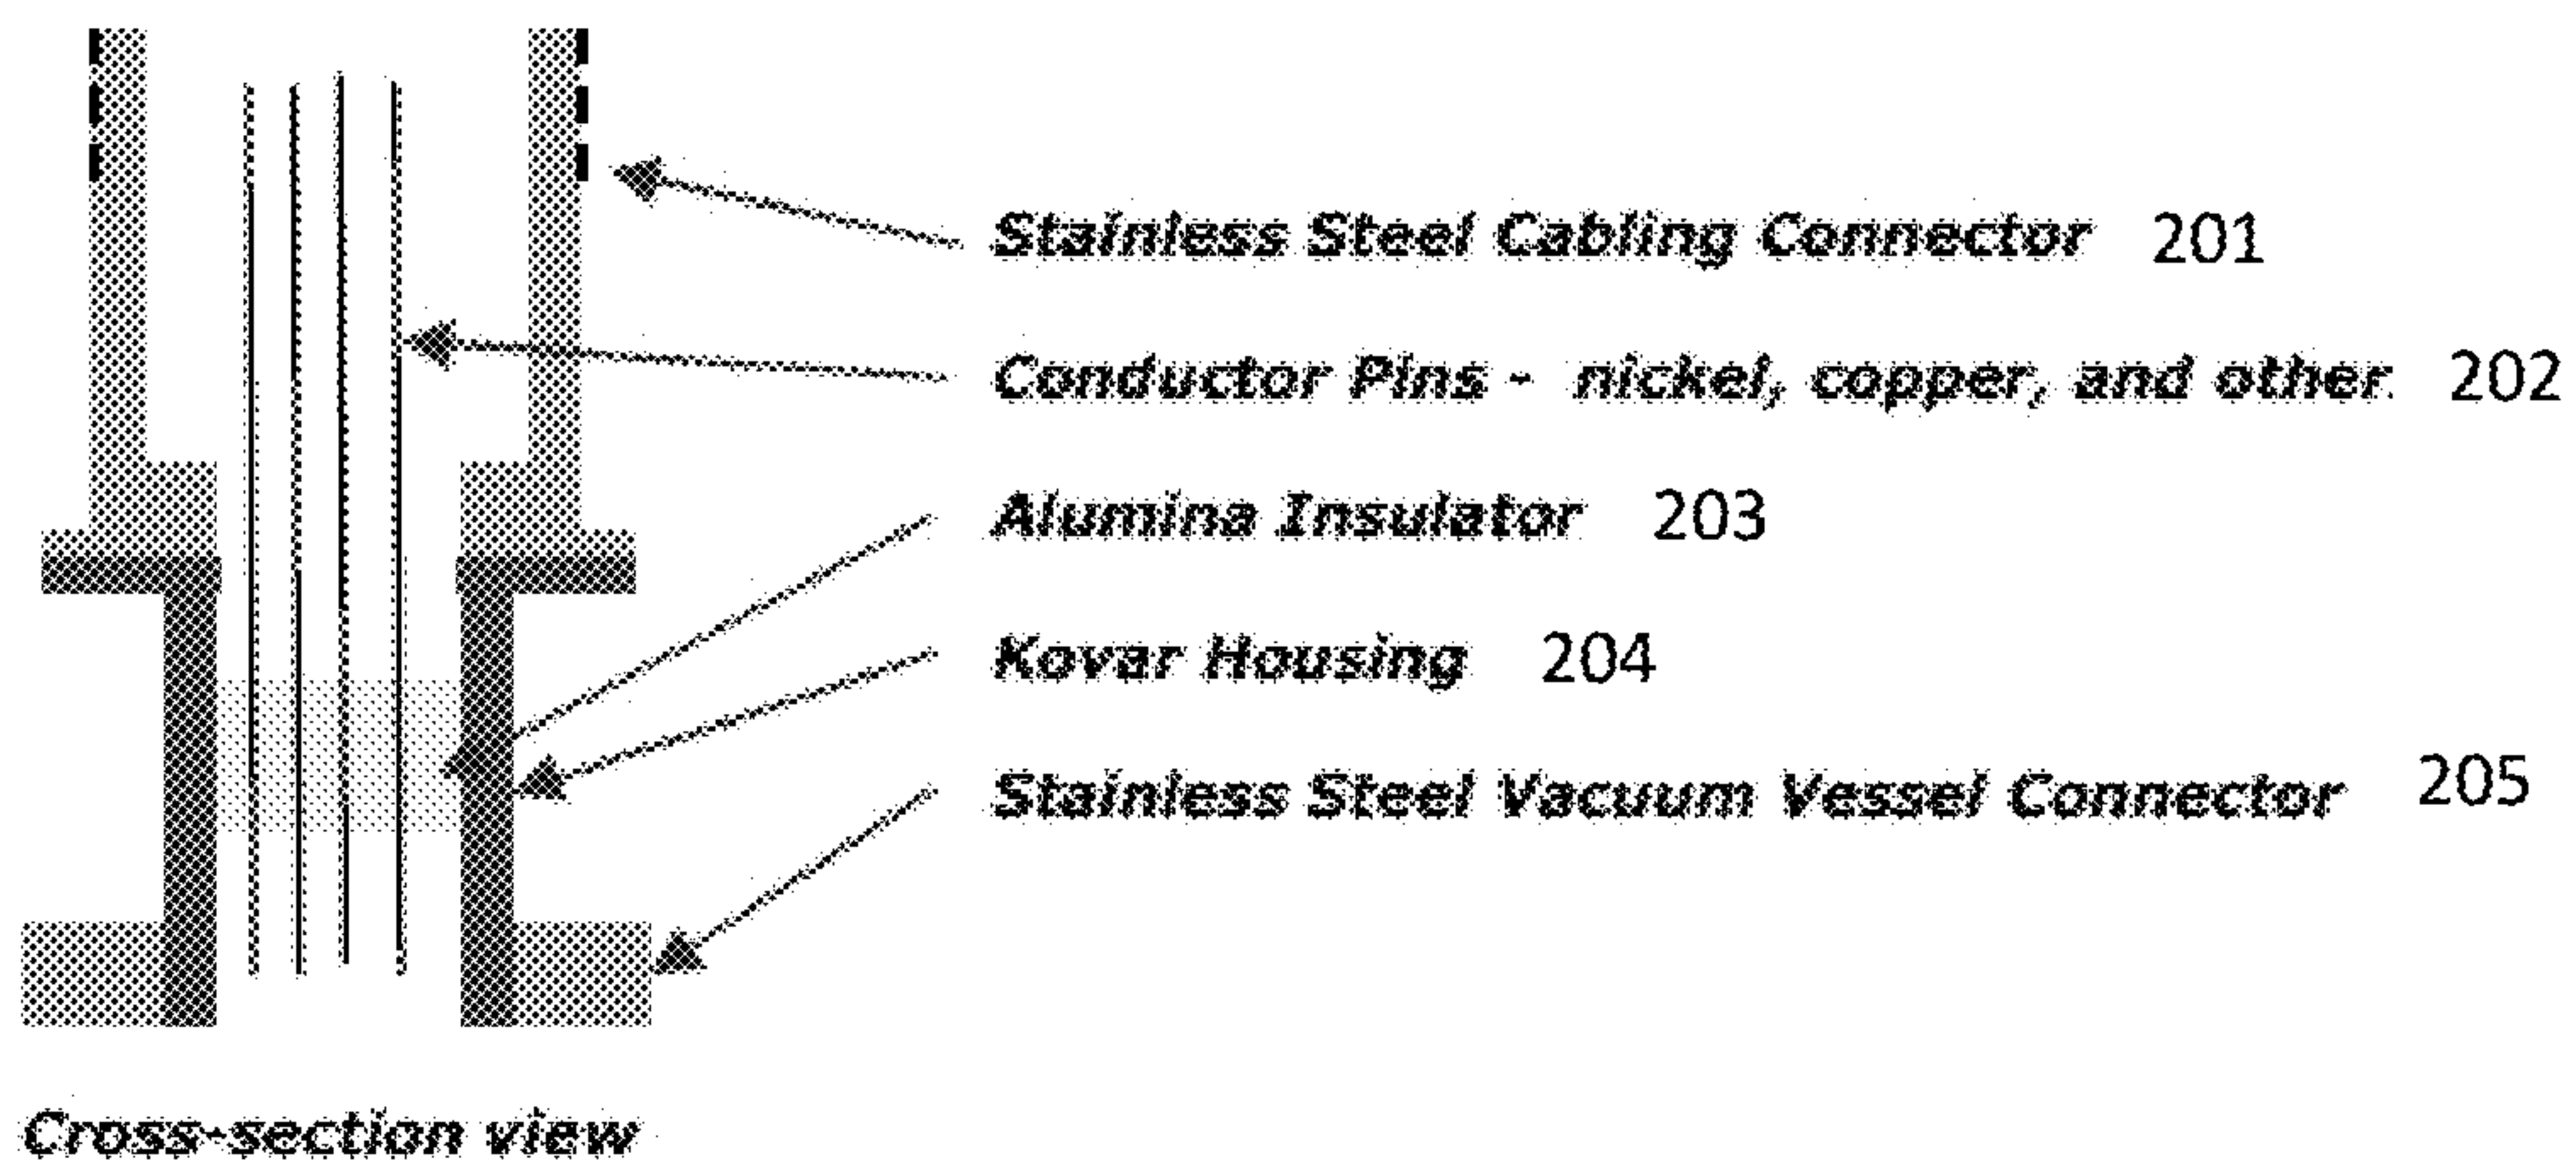 Stainless Steel Cabling Connector 201
Conductor Pins - nickel, copper, and other. 202
Alumina Insulator 203
Kovar Housing 204
Stainless Steel Vacuum Vessel Connector 205
Cross-section view